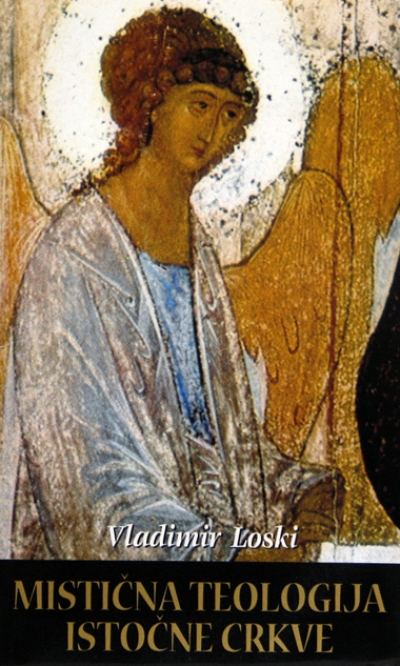 Vladimir Loski
MISTIČNA TEOLOGIJA
ISTOČNE CRKVE